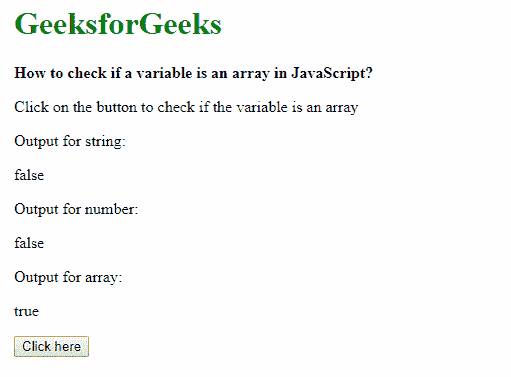 GeeksforGeeks
How to check if a variable is an array in JavaScript?
Click on the button to check if the variable is an array
Output for string:
false
Output for number:
false
Output for array:
true
Click here